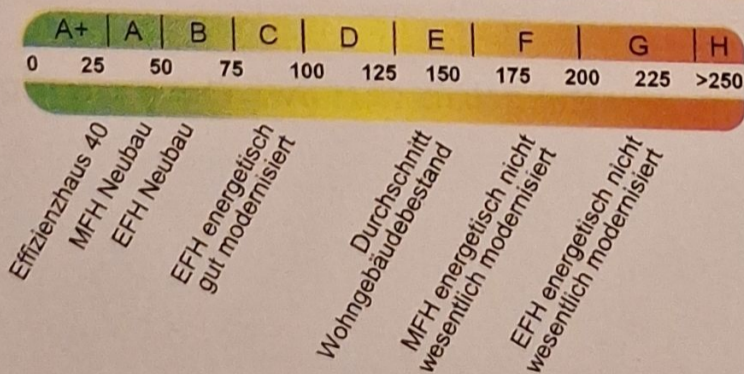 A+ | A | B | C | D | E | F | G | H
0 25 50 75 100 125 150 175 200 225 >250
Effizienzhaus 40
MFH Neubau
EFH Neubau
EFH energetisch
gut modernisiert
Durchschnitt
Wohngebäudebestand
MFH energetisch nicht
wesentlich modernisiert
EFH energetisch nicht
wesentlich modernisiert